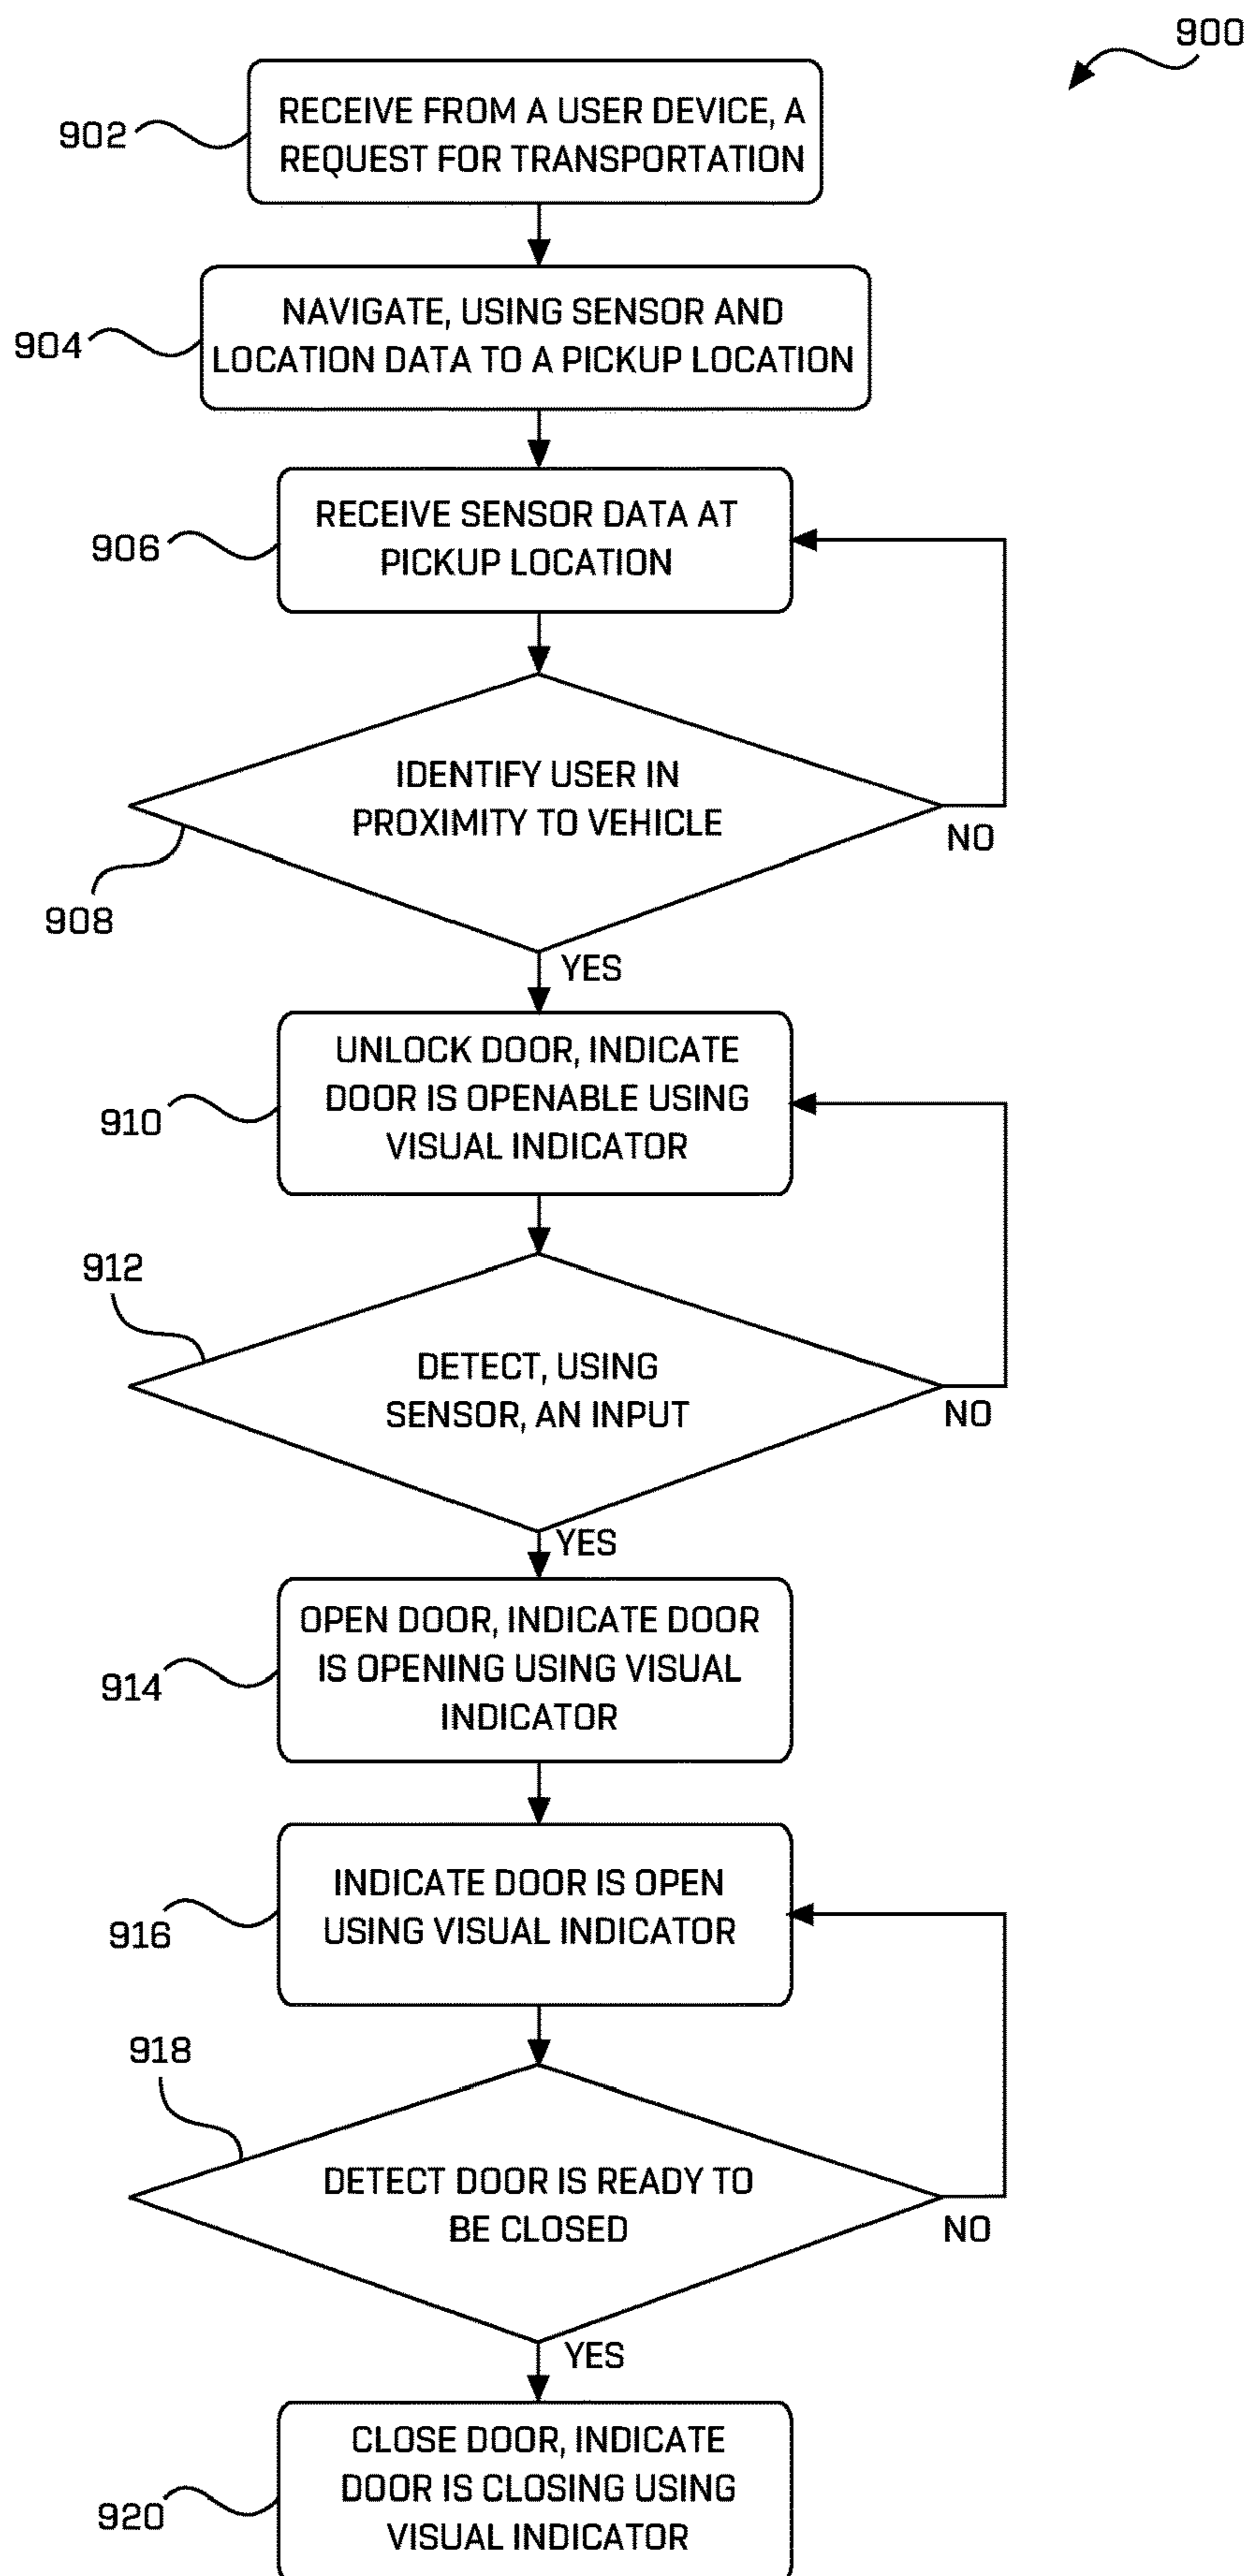 900
902
RECEIVE FROM A USER DEVICE, A
REQUEST FOR TRANSPORTATION
904
NAVIGATE, USING SENSOR AND
LOCATION DATA TO A PICKUP LOCATION
906
RECEIVE SENSOR DATA AT
PICKUP LOCATION
908
IDENTIFY USER IN
PROXIMITY TO VEHICLE
NO
YES
910
UNLOCK DOOR, INDICATE
DOOR IS OPENABLE USING
VISUAL INDICATOR
912
DETECT, USING
SENSOR, AN INPUT
NO
YES
914
OPEN DOOR, INDICATE DOOR
IS OPENING USING VISUAL
INDICATOR
916
INDICATE DOOR IS OPEN
USING VISUAL INDICATOR
918
DETECT DOOR IS READY TO
BE CLOSED
NO
YES
920
CLOSE DOOR, INDICATE
DOOR IS CLOSING USING
VISUAL INDICATOR